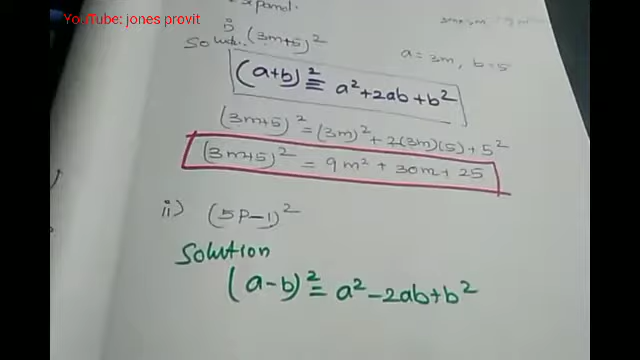 YouTube: jones provit
Expand.
i) (3m+5)²
Solution. a = 3m, b = 5
(a+b)² ≡ a²+2ab+b²
(3m+5)² = (3m)² + 2(3m)(5) + 5²
(3m+5)² = 9m² + 30m + 25
ii) (5P-1)²
Solution
(a-b)² = a²-2ab+b²